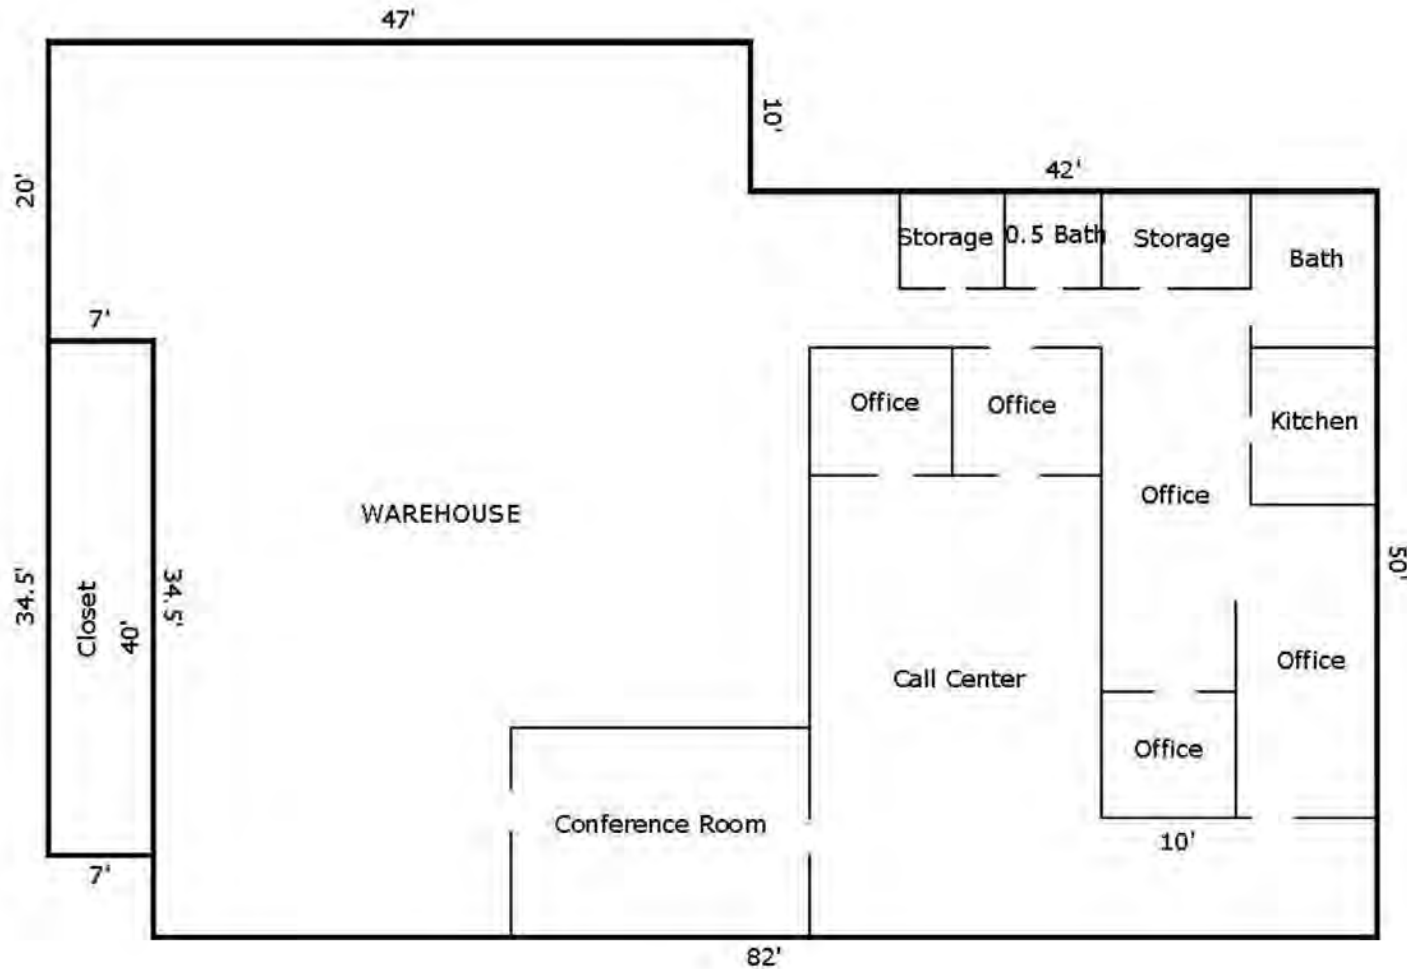 47'
10'
42'
20'
Storage
0.5 Bath
Storage
Bath
7'
Office
Office
Kitchen
Office
WAREHOUSE
50'
34.5'
Closet
40'
34.5'
Call Center
Office
Office
Conference Room
10'
7'
82'